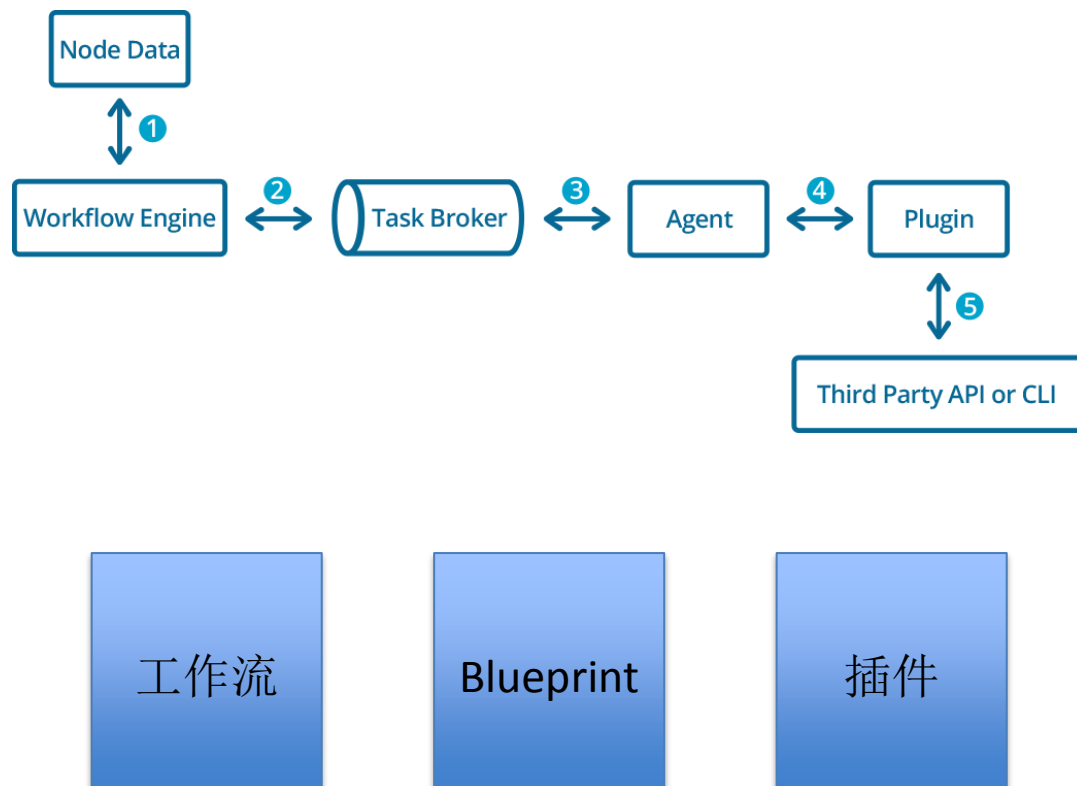 Node Data
1
Workflow Engine
2
Task Broker
3
Agent
4
Plugin
5
Third Party API or CLI
工作流
Blueprint
插件